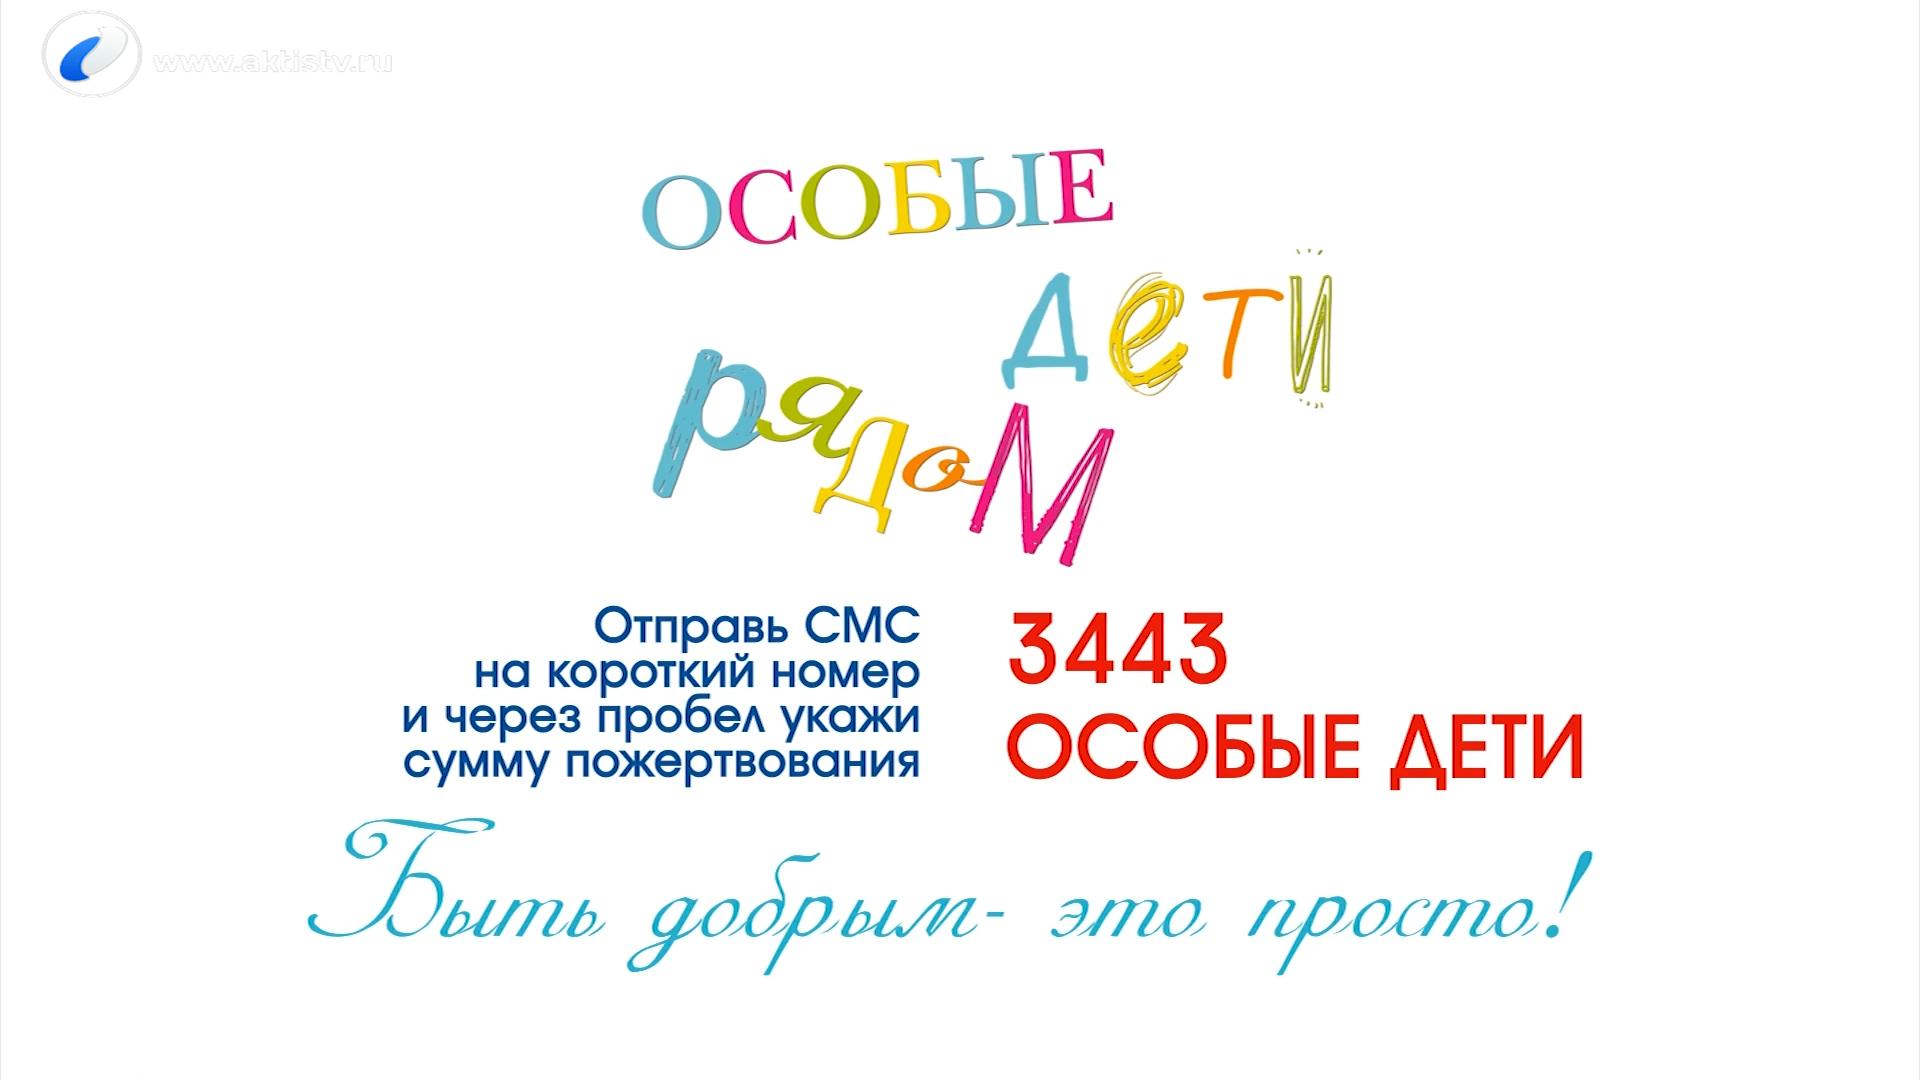 www.aktistv.ru
ОСОБЫЕ
дети
рядоМ
Отправь СМС
на короткий номер
и через пробел укажи
сумму пожертвования
3443
ОСОБЫЕ ДЕТИ
Быть добрым- это просто!